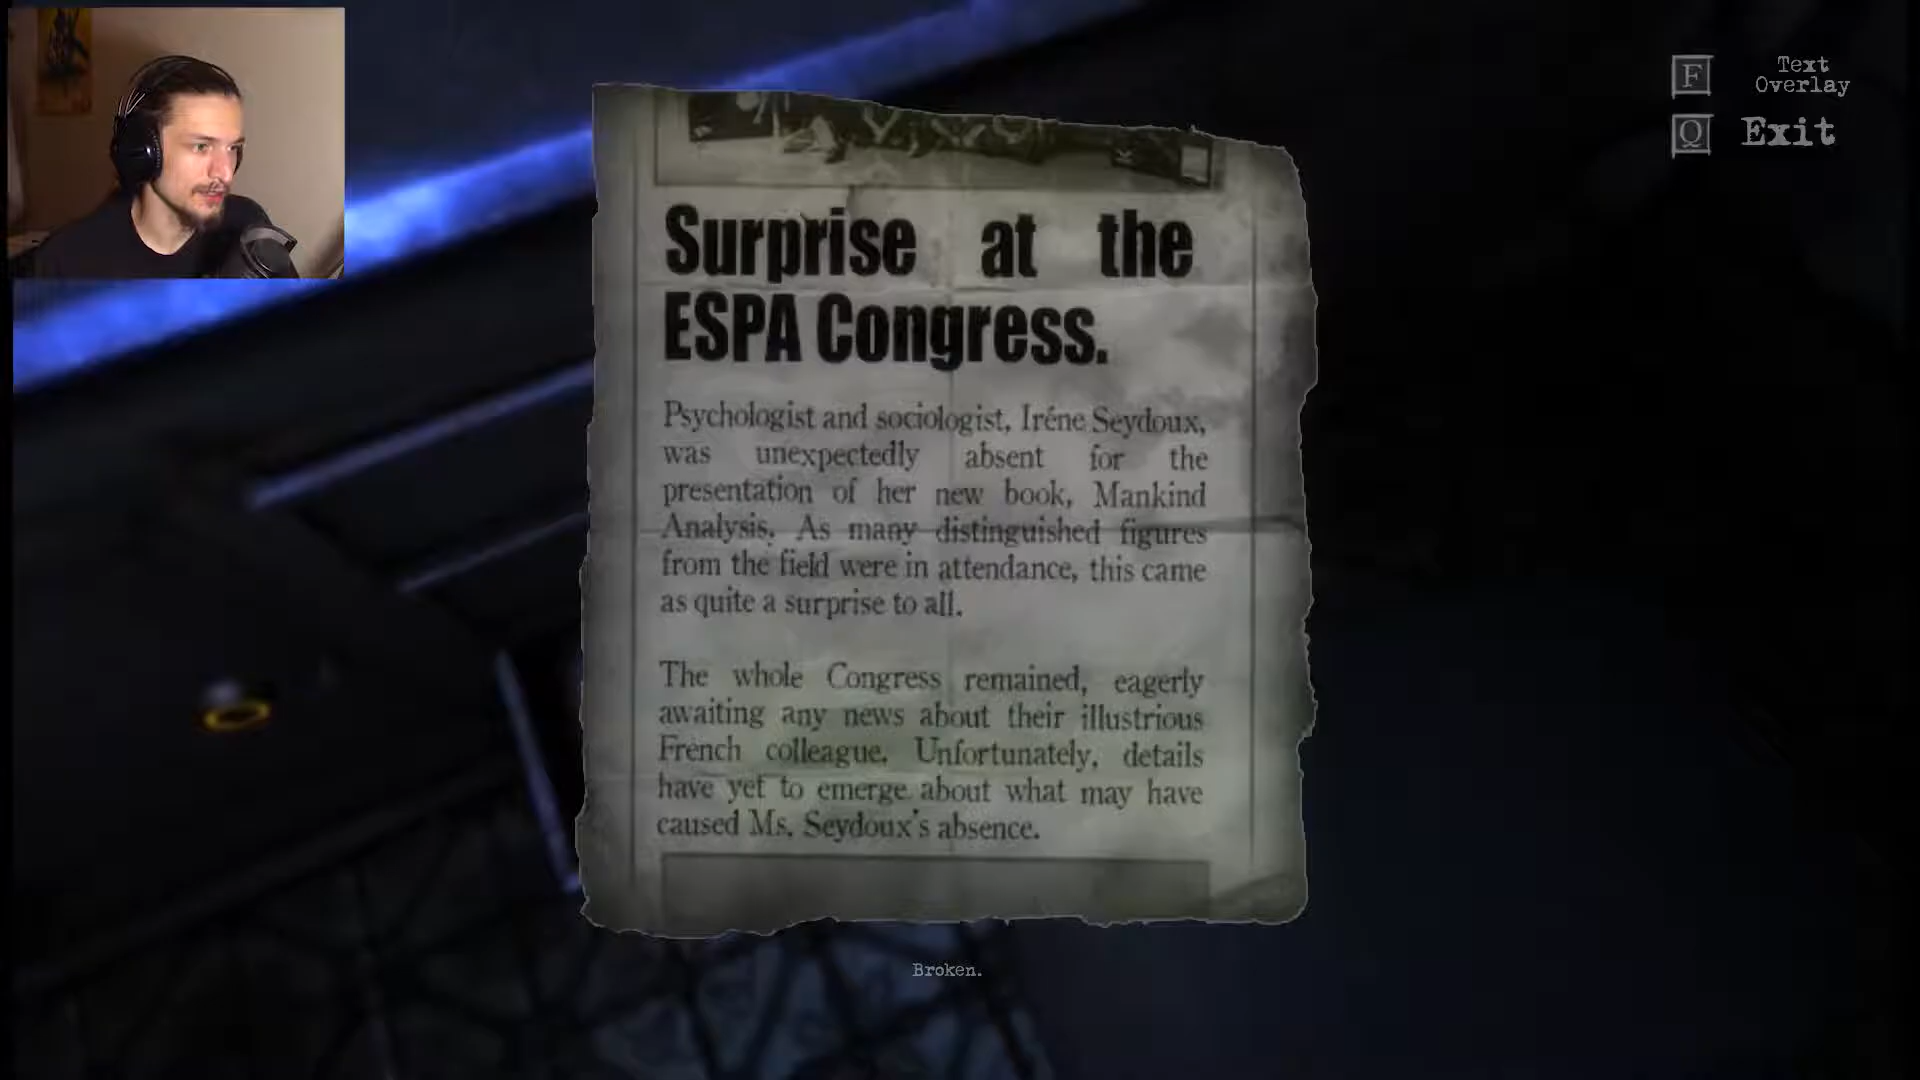 F Text
Overlay
Q Exit
Surprise at the
ESPA Congress.
Psychologist and sociologist, Iréne Seydoux,
was unexpectedly absent for the
presentation of her new book, Mankind
Analysis. As many distinguished figures
from the field were in attendance, this came
as quite a surprise to all.
The whole Congress remained, eagerly
awaiting any news about their illustrious
French colleague. Unfortunately, details
have yet to emerge about what may have
caused Ms. Seydoux's absence.
Broken.